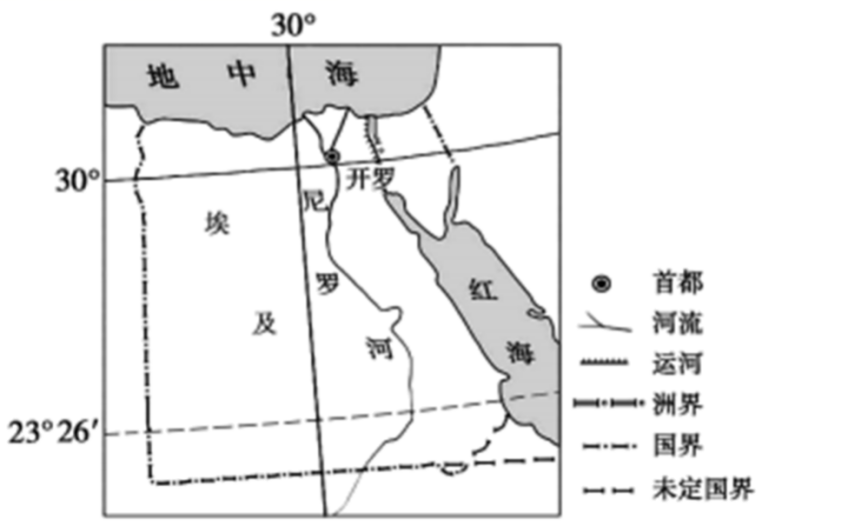 30°
地中海
30°
开罗
尼罗河
埃及
红海
23°26′
首都
河流
运河
洲界
国界
未定国界